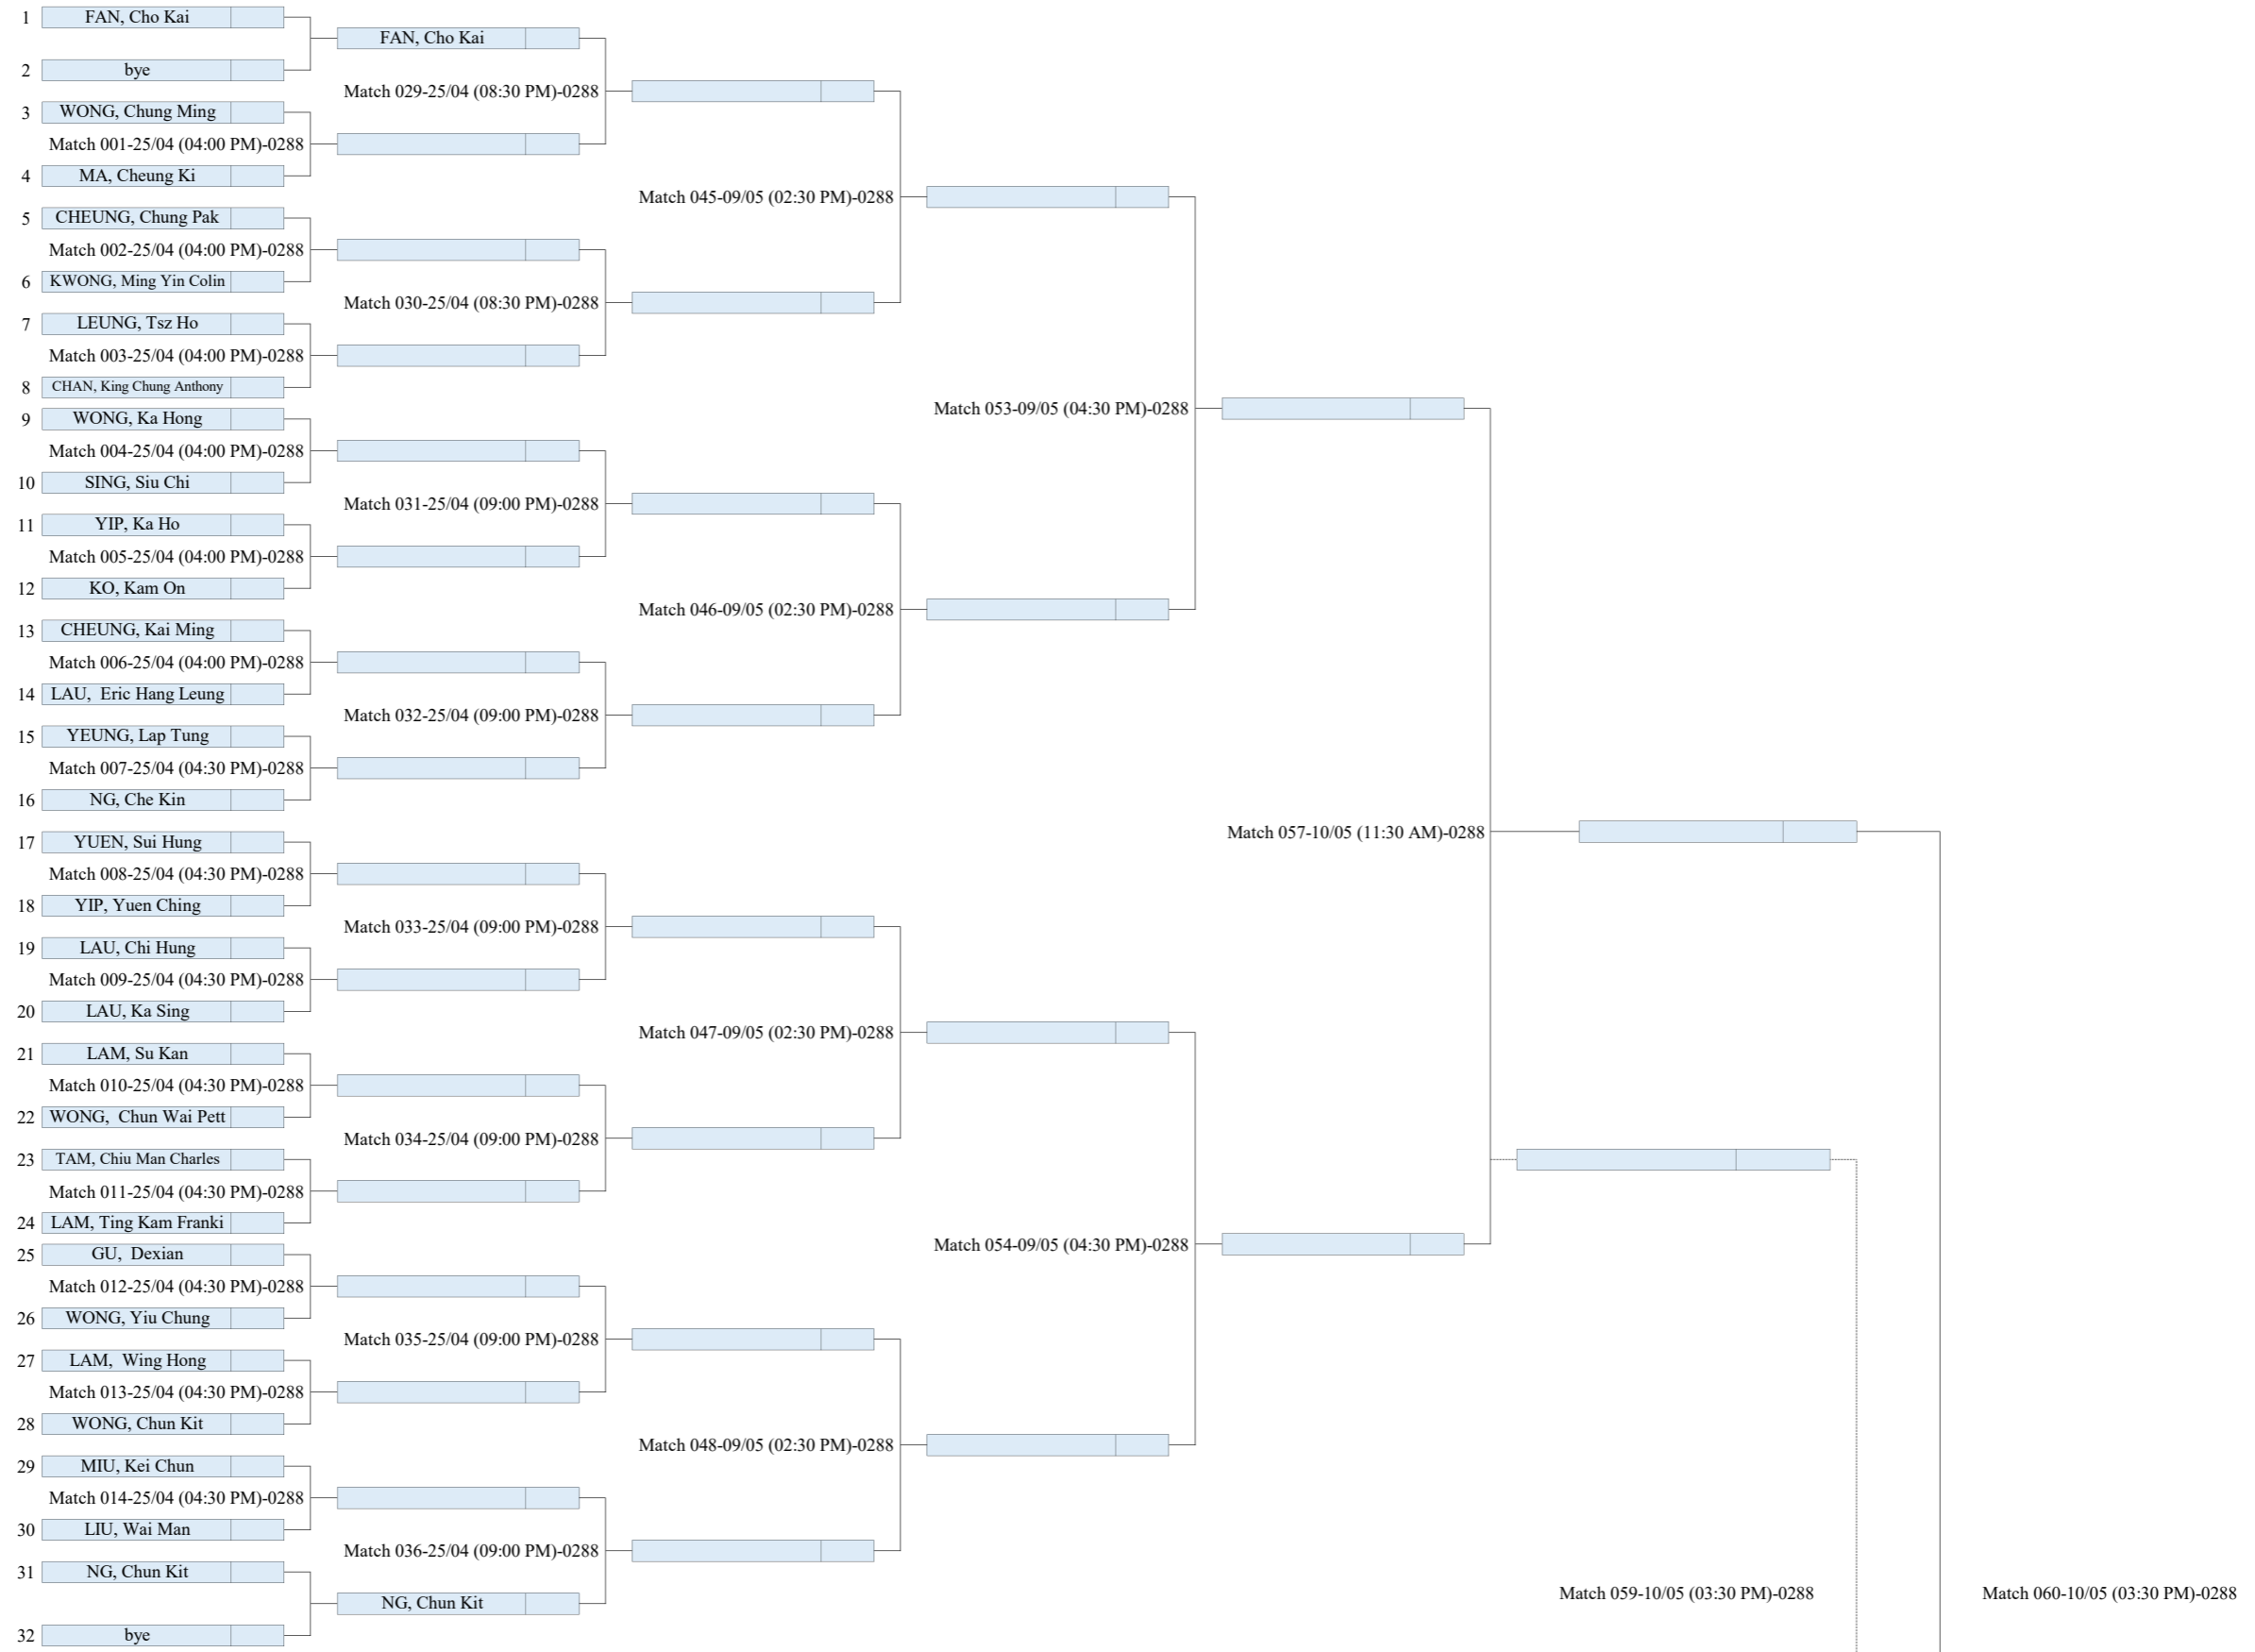 1 FAN, Cho Kai
FAN, Cho Kai
2 bye
Match 029-25/04 (08:30 PM)-0288
3 WONG, Chung Ming
Match 001-25/04 (04:00 PM)-0288
4 MA, Cheung Ki
Match 045-09/05 (02:30 PM)-0288
5 CHEUNG, Chung Pak
Match 002-25/04 (04:00 PM)-0288
6 KWONG, Ming Yin Colin
Match 030-25/04 (08:30 PM)-0288
7 LEUNG, Tsz Ho
Match 003-25/04 (04:00 PM)-0288
8 CHAN, King Chung Anthony
Match 053-09/05 (04:30 PM)-0288
9 WONG, Ka Hong
Match 004-25/04 (04:00 PM)-0288
10 SING, Siu Chi
Match 031-25/04 (09:00 PM)-0288
11 YIP, Ka Ho
Match 005-25/04 (04:00 PM)-0288
12 KO, Kam On
Match 046-09/05 (02:30 PM)-0288
13 CHEUNG, Kai Ming
Match 006-25/04 (04:00 PM)-0288
14 LAU, Eric Hang Leung
Match 032-25/04 (09:00 PM)-0288
15 YEUNG, Lap Tung
Match 007-25/04 (04:30 PM)-0288
16 NG, Che Kin
Match 057-10/05 (11:30 AM)-0288
17 YUEN, Sui Hung
Match 008-25/04 (04:30 PM)-0288
18 YIP, Yuen Ching
Match 033-25/04 (09:00 PM)-0288
19 LAU, Chi Hung
Match 009-25/04 (04:30 PM)-0288
20 LAU, Ka Sing
Match 047-09/05 (02:30 PM)-0288
21 LAM, Su Kan
Match 010-25/04 (04:30 PM)-0288
22 WONG, Chun Wai Pett
Match 034-25/04 (09:00 PM)-0288
23 TAM, Chiu Man Charles
Match 011-25/04 (04:30 PM)-0288
24 LAM, Ting Kam Franki
Match 054-09/05 (04:30 PM)-0288
25 GU, Dexian
Match 012-25/04 (04:30 PM)-0288
26 WONG, Yiu Chung
Match 035-25/04 (09:00 PM)-0288
27 LAM, Wing Hong
Match 013-25/04 (04:30 PM)-0288
28 WONG, Chun Kit
Match 048-09/05 (02:30 PM)-0288
29 MIU, Kei Chun
Match 014-25/04 (04:30 PM)-0288
30 LIU, Wai Man
Match 036-25/04 (09:00 PM)-0288
31 NG, Chun Kit
NG, Chun Kit
Match 059-10/05 (03:30 PM)-0288
Match 060-10/05 (03:30 PM)-0288
32 bye